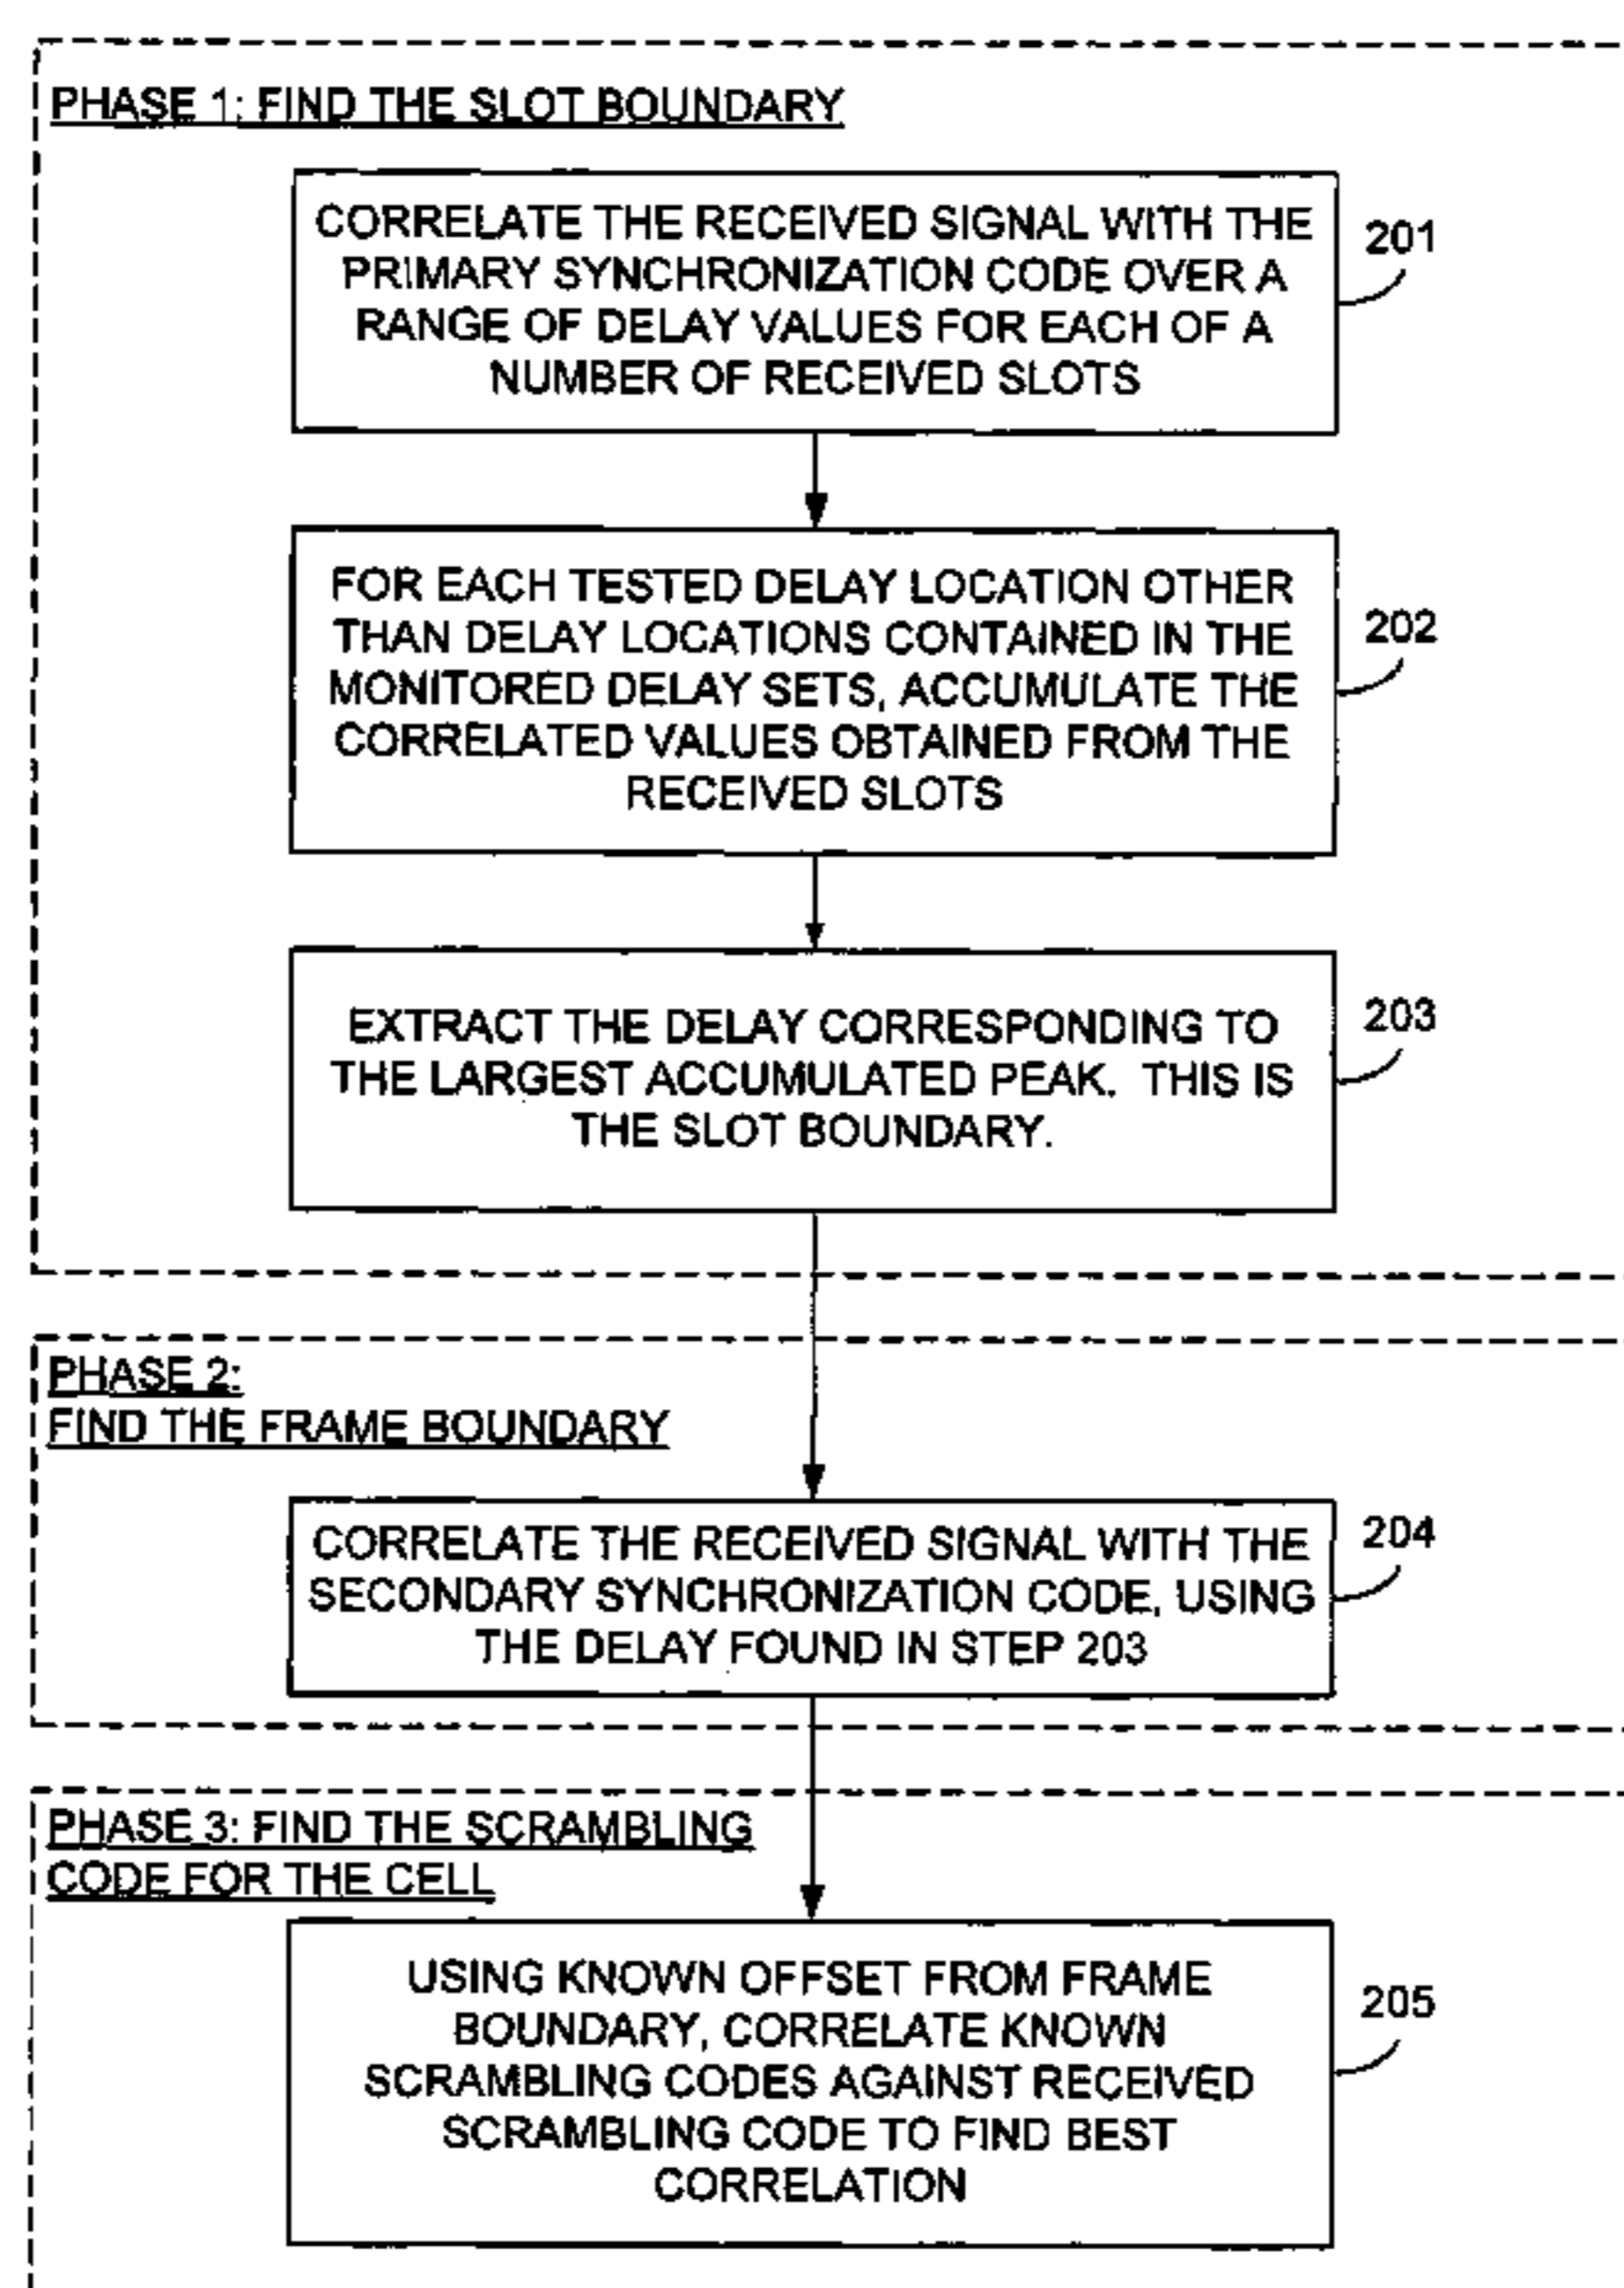 PHASE 1: FIND THE SLOT BOUNDARY
CORRELATE THE RECEIVED SIGNAL WITH THE
PRIMARY SYNCHRONIZATION CODE OVER A
RANGE OF DELAY VALUES FOR EACH OF A
NUMBER OF RECEIVED SLOTS
201
FOR EACH TESTED DELAY LOCATION OTHER
THAN DELAY LOCATIONS CONTAINED IN THE
MONITORED DELAY SETS, ACCUMULATE THE
CORRELATED VALUES OBTAINED FROM THE
RECEIVED SLOTS
202
EXTRACT THE DELAY CORRESPONDING TO
THE LARGEST ACCUMULATED PEAK. THIS IS
THE SLOT BOUNDARY.
203
PHASE 2:
FIND THE FRAME BOUNDARY
CORRELATE THE RECEIVED SIGNAL WITH THE
SECONDARY SYNCHRONIZATION CODE, USING
THE DELAY FOUND IN STEP 203
204
PHASE 3: FIND THE SCRAMBLING
CODE FOR THE CELL
USING KNOWN OFFSET FROM FRAME
BOUNDARY, CORRELATE KNOWN
SCRAMBLING CODES AGAINST RECEIVED
SCRAMBLING CODE TO FIND BEST
CORRELATION
205